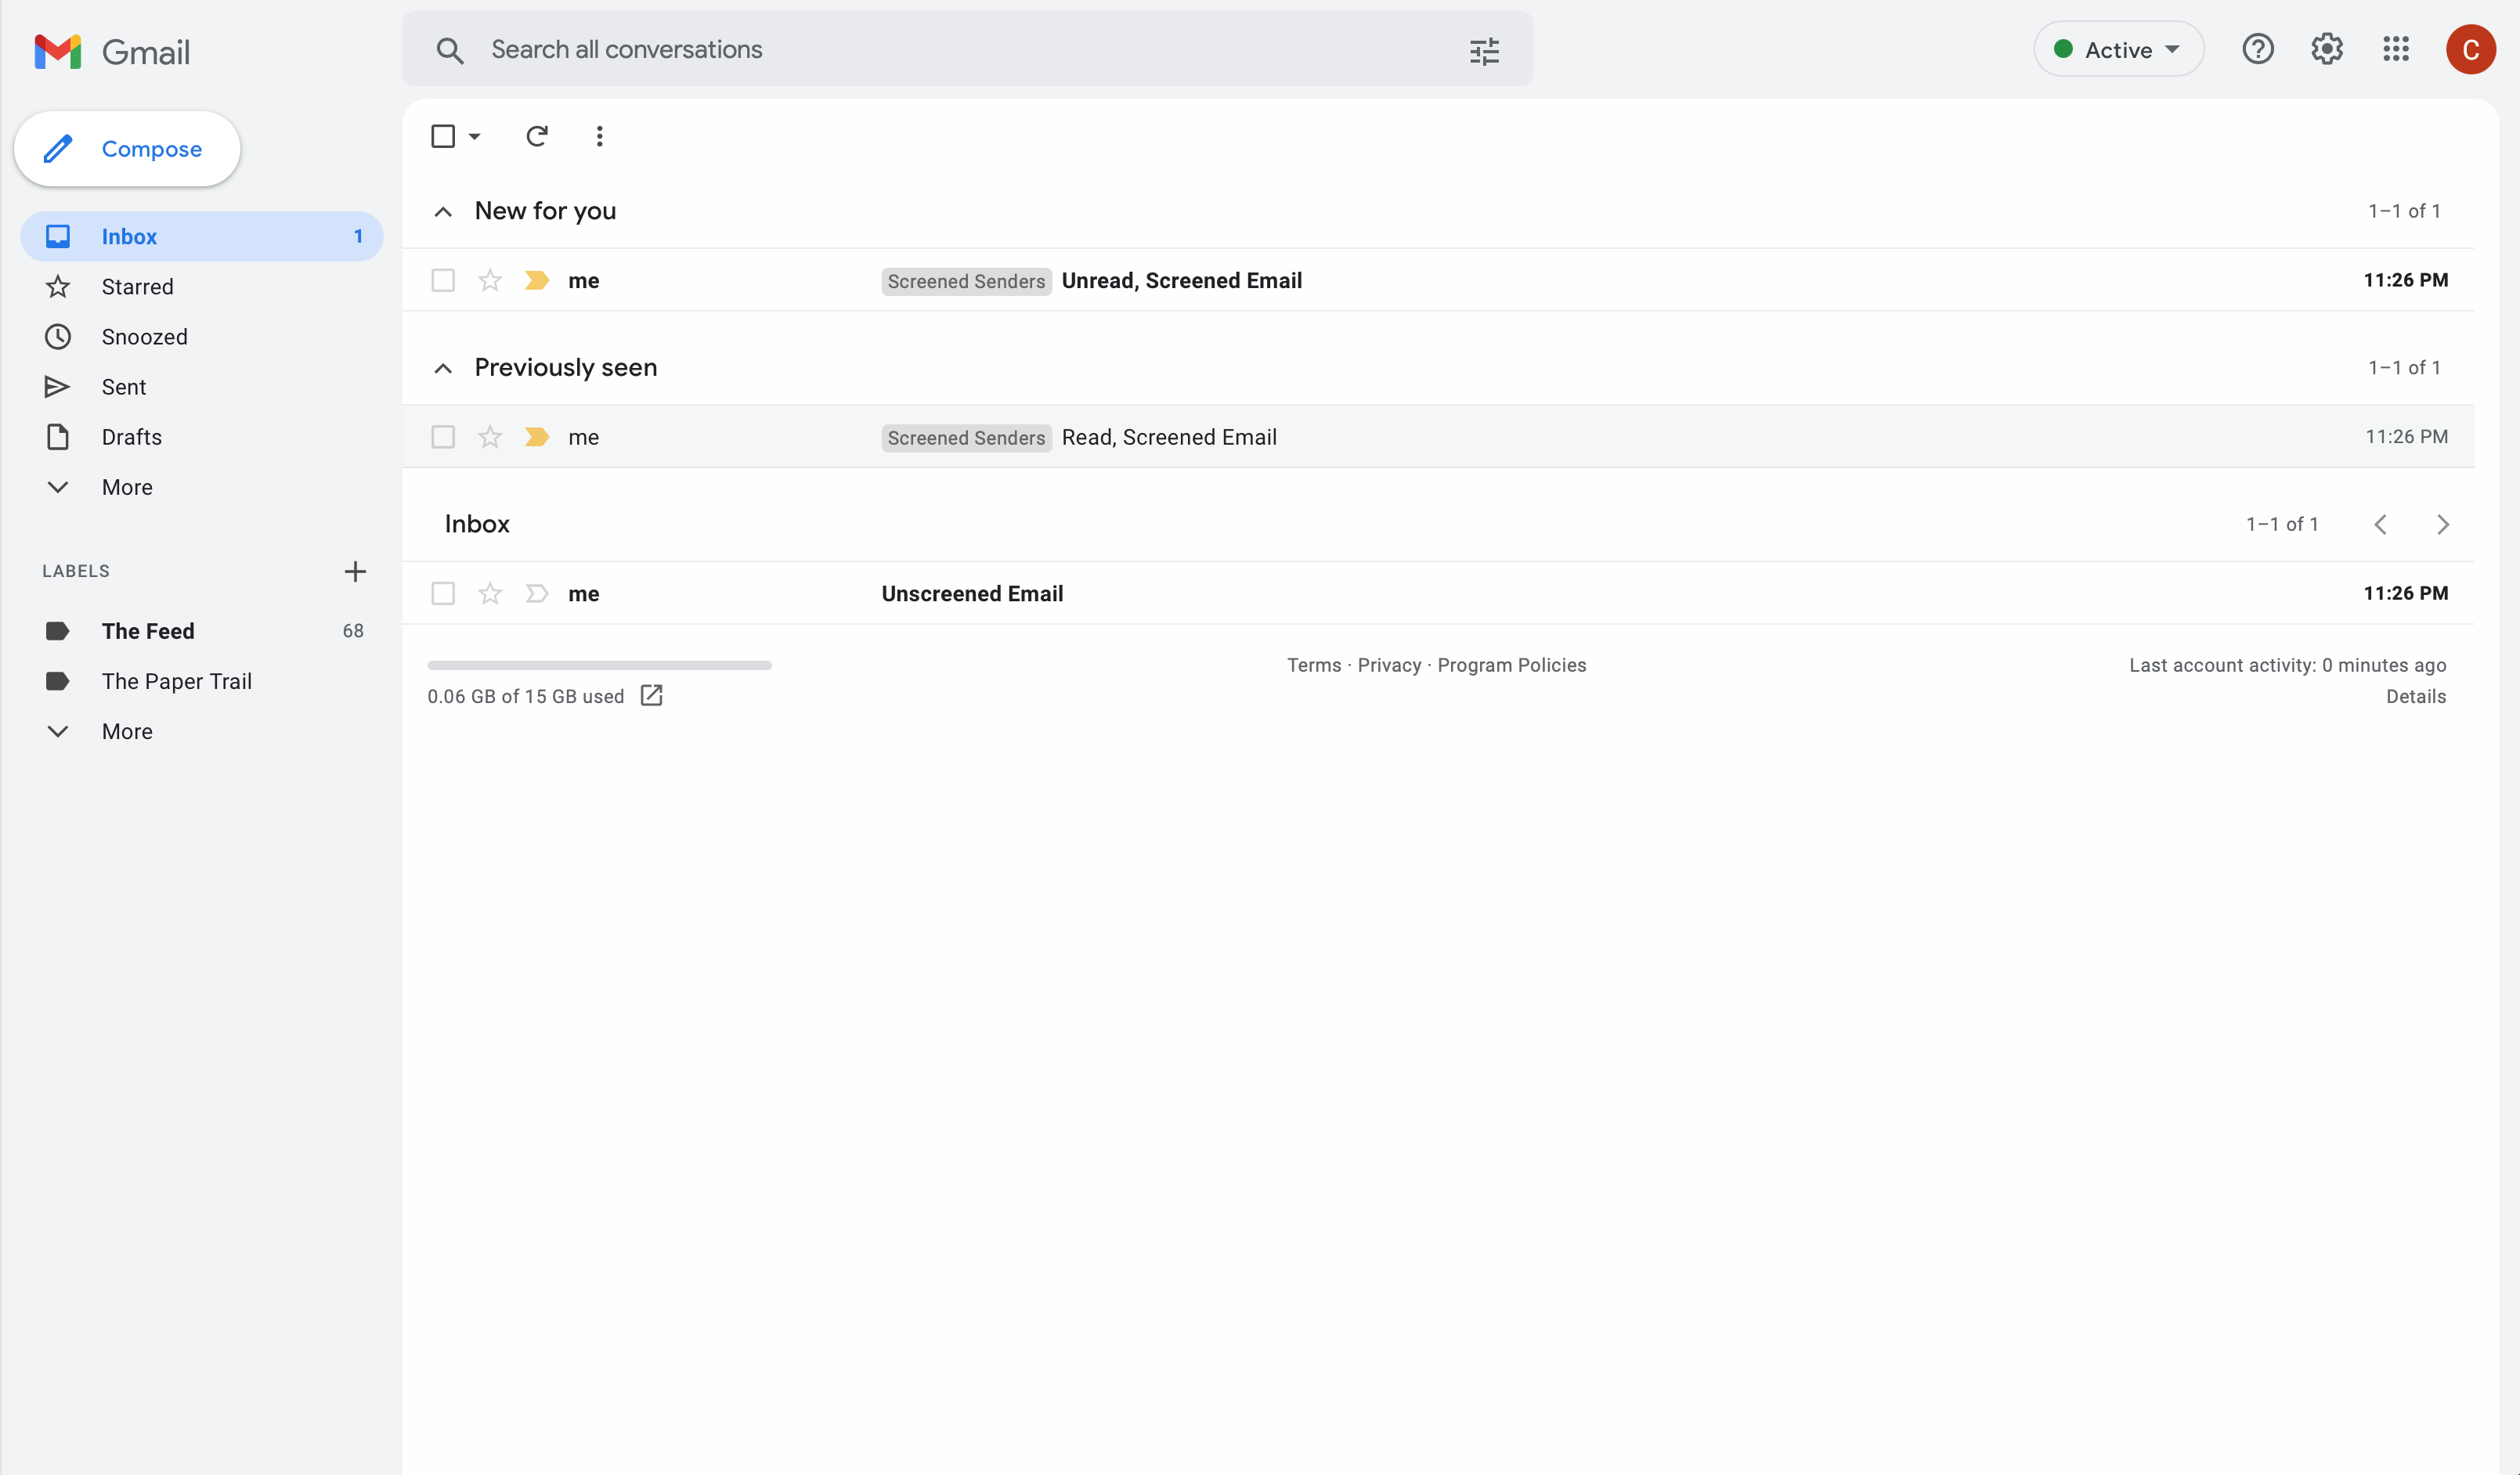 Gmail
Search all conversations
Active
C
Compose
Inbox 1
Starred
Snoozed
Sent
Drafts
More
LABELS
The Feed 68
The Paper Trail
More
New for you 1–1 of 1
me Screened Senders Unread, Screened Email 11:26 PM
Previously seen 1–1 of 1
me Screened Senders Read, Screened Email 11:26 PM
Inbox 1–1 of 1
me Unscreened Email 11:26 PM
0.06 GB of 15 GB used
Terms · Privacy · Program Policies
Last account activity: 0 minutes ago
Details